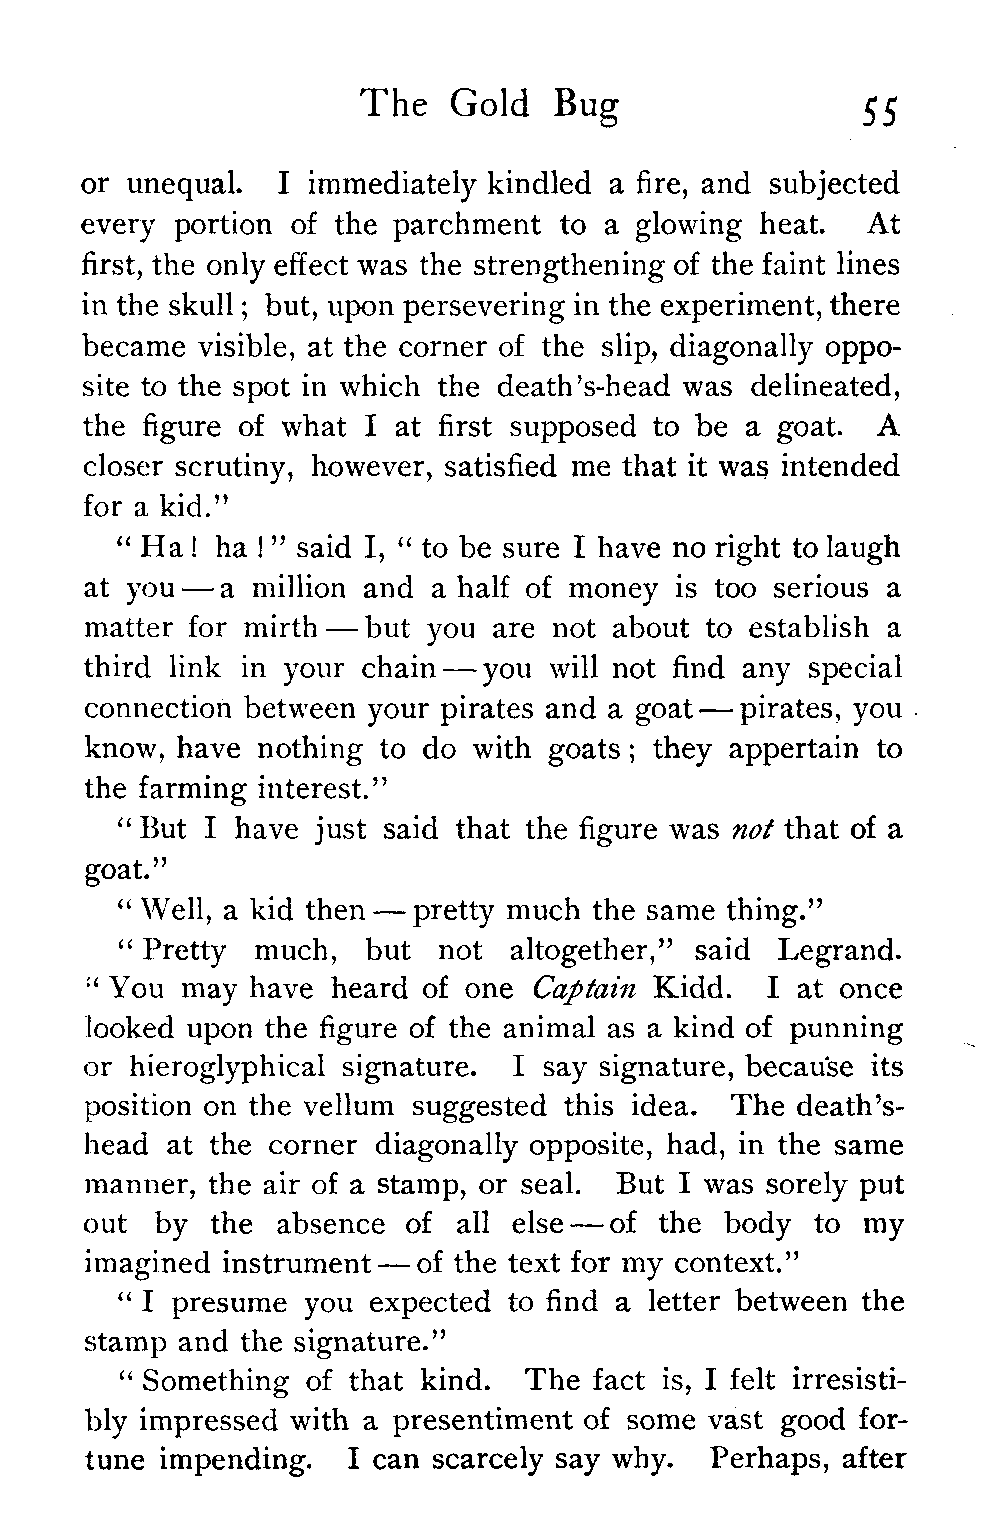 The Gold Bug 55
or unequal. I immediately kindled a fire, and subjected
every portion of the parchment to a glowing heat. At
first, the only effect was the strengthening of the faint lines
in the skull; but, upon persevering in the experiment, there
became visible, at the corner of the slip, diagonally oppo-
site to the spot in which the death's-head was delineated,
the figure of what I at first supposed to be a goat. A
closer scrutiny, however, satisfied me that it was intended
for a kid."
"Ha! ha!" said I, "to be sure I have no right to laugh
at you — a million and a half of money is too serious a
matter for mirth — but you are not about to establish a
third link in your chain — you will not find any special
connection between your pirates and a goat — pirates, you
know, have nothing to do with goats; they appertain to
the farming interest."
"But I have just said that the figure was not that of a
goat."
"Well, a kid then — pretty much the same thing."
"Pretty much, but not altogether," said Legrand.
"You may have heard of one Captain Kidd. I at once
looked upon the figure of the animal as a kind of punning
or hieroglyphical signature. I say signature, because its
position on the vellum suggested this idea. The death's-
head at the corner diagonally opposite, had, in the same
manner, the air of a stamp, or seal. But I was sorely put
out by the absence of all else — of the body to my
imagined instrument — of the text for my context."
"I presume you expected to find a letter between the
stamp and the signature."
"Something of that kind. The fact is, I felt irresisti-
bly impressed with a presentiment of some vast good for-
tune impending. I can scarcely say why. Perhaps, after